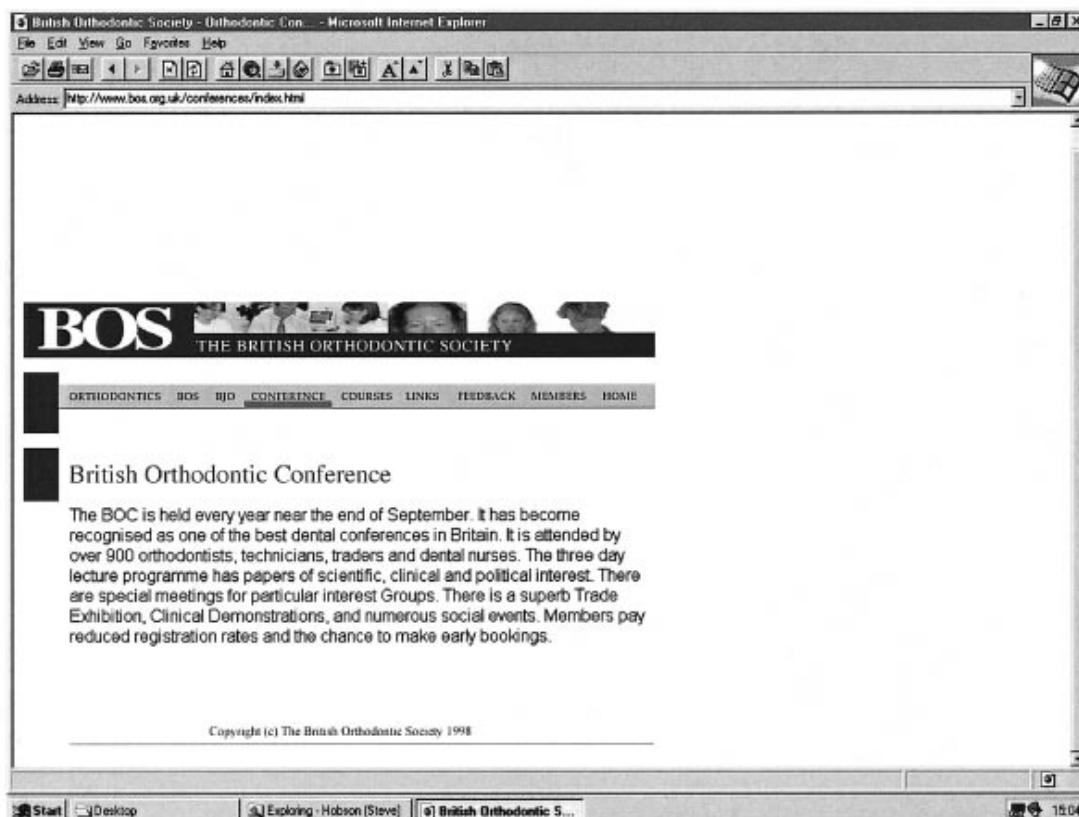 British Orthodontic Society - Orthodontic Con... - Microsoft Internet Explorer
File Edit View Go Favorites Help
Address: http://www.bos.org.uk/conferences/index.html
BOS
THE BRITISH ORTHODONTIC SOCIETY
ORTHODONTICS BOS BJO CONFERENCE COURSES LINKS FEEDBACK MEMBERS HOME
British Orthodontic Conference
The BOC is held every year near the end of September. It has become
recognised as one of the best dental conferences in Britain. It is attended by
over 900 orthodontists, technicians, traders and dental nurses. The three day
lecture programme has papers of scientific, clinical and political interest. There
are special meetings for particular interest Groups. There is a superb Trade
Exhibition, Clinical Demonstrations, and numerous social events. Members pay
reduced registration rates and the chance to make early bookings.
Copyright (c) The British Orthodontic Society 1998
Start Desktop Exploring - Hobson (Steve) British Orthodontic S... 15:04